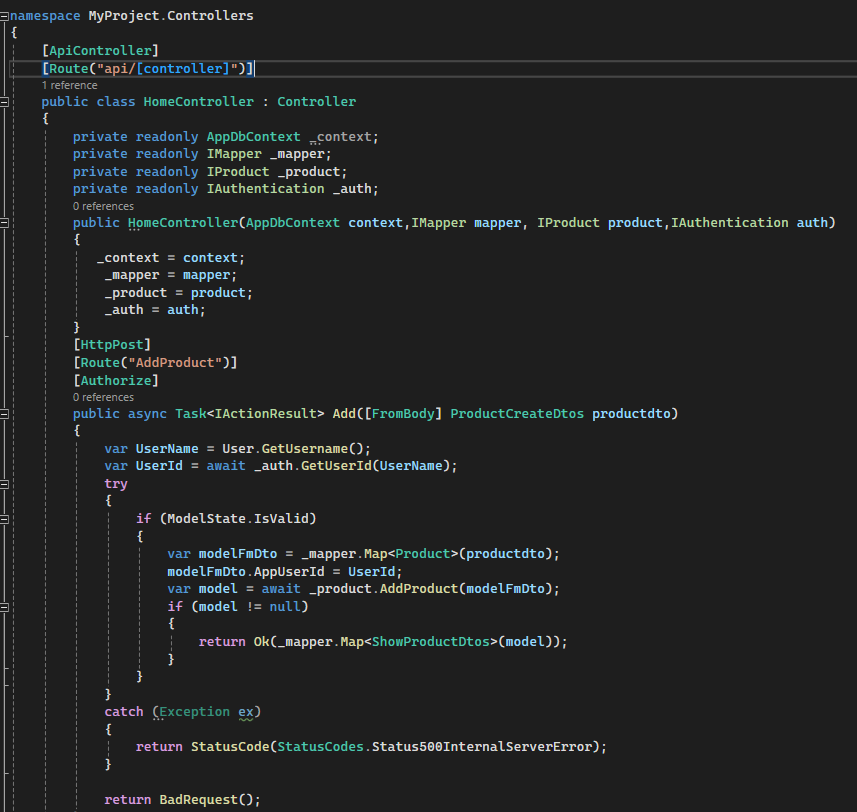 namespace MyProject.Controllers
{
[ApiController]
[Route("api/[controller]")]
1 reference
public class HomeController : Controller
{
private readonly AppDbContext _context;
private readonly IMapper _mapper;
private readonly IProduct _product;
private readonly IAuthentication _auth;
0 references
public HomeController(AppDbContext context,IMapper mapper, IProduct product,IAuthentication auth)
{
_context = context;
_mapper = mapper;
_product = product;
_auth = auth;
}
[HttpPost]
[Route("AddProduct")]
[Authorize]
0 references
public async Task<IActionResult> Add([FromBody] ProductCreateDtos productdto)
{
var UserName = User.GetUsername();
var UserId = await _auth.GetUserId(UserName);
try
{
if (ModelState.IsValid)
{
var modelFmDto = _mapper.Map<Product>(productdto);
modelFmDto.AppUserId = UserId;
var model = await _product.AddProduct(modelFmDto);
if (model != null)
{
return Ok(_mapper.Map<ShowProductDtos>(model));
}
}
}
catch (Exception ex)
{
return StatusCode(StatusCodes.Status500InternalServerError);
}
return BadRequest();